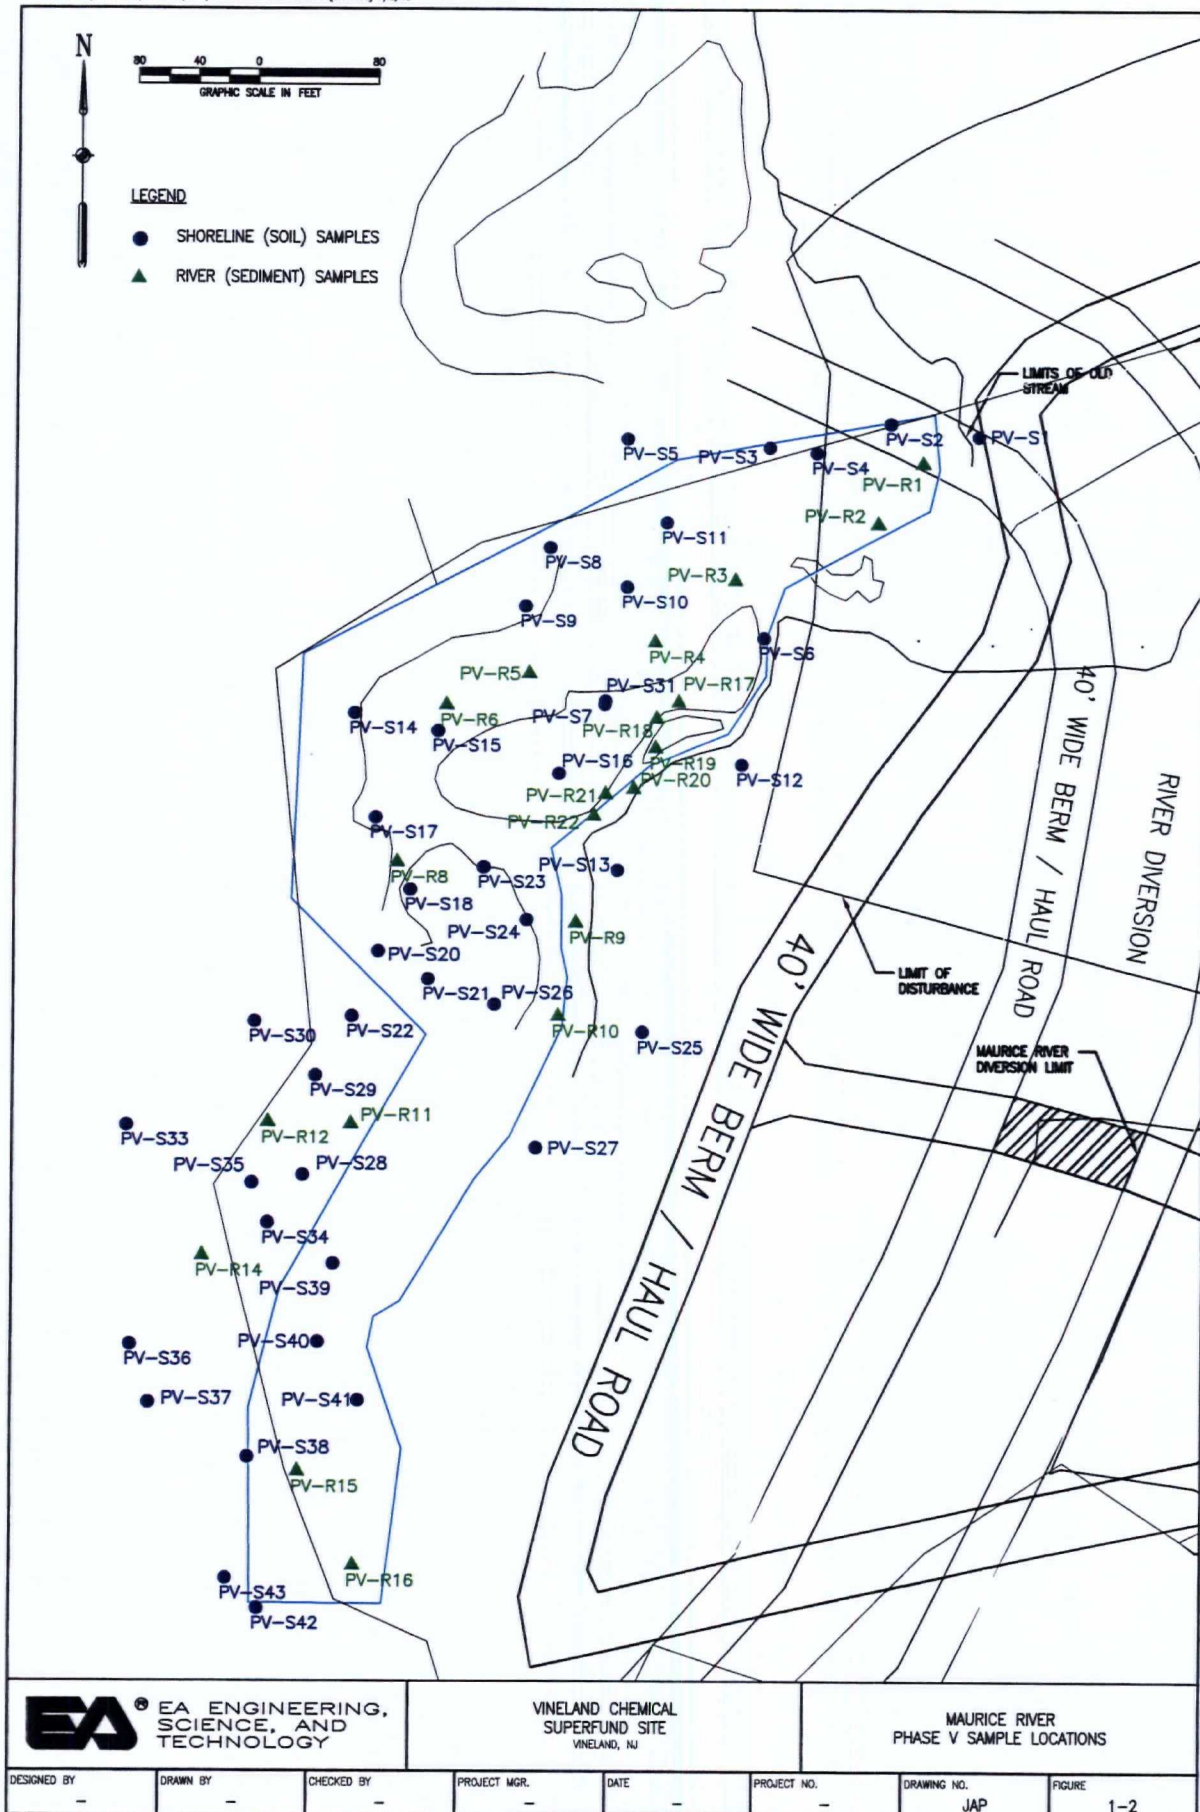 N
80 40 0 80
GRAPHIC SCALE IN FEET
LEGEND
SHORELINE (SOIL) SAMPLES
RIVER (SEDIMENT) SAMPLES
LIMITS OF OLD
STREAM
PV-S5
PV-S3
PV-S2
PV-S1
PV-S4
PV-R1
PV-R2
PV-S11
PV-S8
PV-R3
PV-S10
PV-S9
PV-S6
PV-R4
PV-R5
PV-S31
PV-R17
PV-S14
PV-R6
PV-S7
PV-R18
PV-S15
PV-S16
PV-R19
PV-S12
PV-R20
PV-R21
PV-R22
PV-S17
PV-S13
PV-R8
PV-S23
PV-S18
PV-S24
PV-R9
PV-S20
PV-S21
PV-S26
PV-S30
PV-S22
PV-R10
PV-S25
PV-S29
PV-R11
PV-S33
PV-R12
PV-S27
PV-S35
PV-S28
PV-S34
PV-R14
PV-S39
PV-S36
PV-S40
PV-S37
PV-S41
PV-S38
PV-R15
PV-R16
PV-S43
PV-S42
40' WIDE BERM / HAUL ROAD
40' WIDE BERM / HAUL ROAD
RIVER DIVERSION
LIMIT OF
DISTURBANCE
MAURICE RIVER
DIVERSION LIMIT
EA ® EA ENGINEERING,
SCIENCE, AND
TECHNOLOGY
VINELAND CHEMICAL
SUPERFUND SITE
VINELAND, NJ
MAURICE RIVER
PHASE V SAMPLE LOCATIONS
DESIGNED BY
-
DRAWN BY
-
CHECKED BY
-
PROJECT MGR.
-
DATE
-
PROJECT NO.
-
DRAWING NO.
JAP
FIGURE
1-2